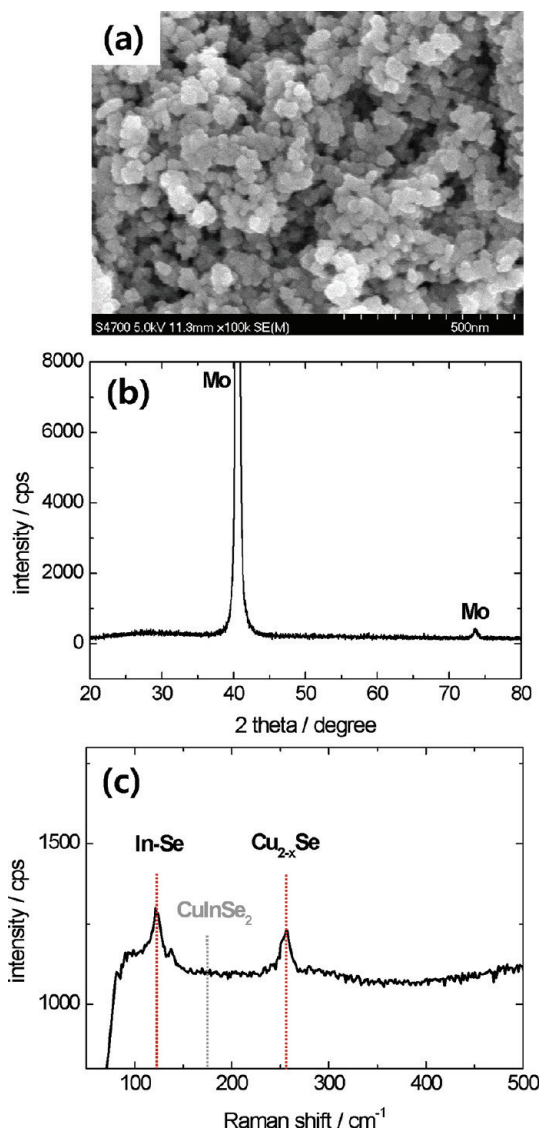 (a)
S4700 5.0kV 11.3mm x100k SE(M) 500nm
(b)
Mo
Mo
8000
6000
4000
2000
0
intensity / cps
20 30 40 50 60 70 80
2 theta / degree
(c)
In-Se
Cu₂₋ₓSe
CuInSe₂
1500
1000
intensity / cps
100 200 300 400 500
Raman shift / cm⁻¹